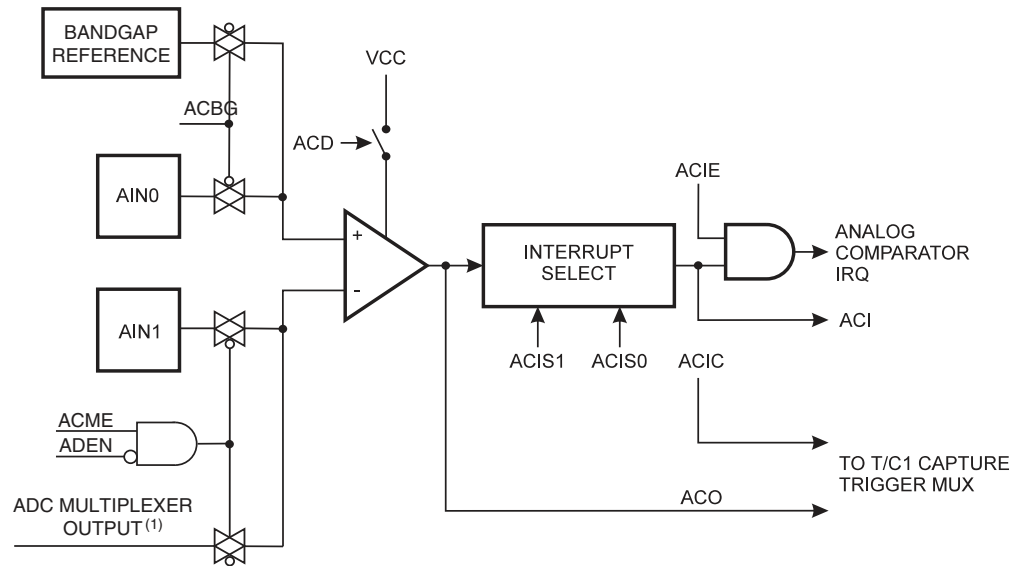 BANDGAP
REFERENCE
ACBG
AIN0
VCC
ACD
+
-
AIN1
ACME
ADEN
ADC MULTIPLEXER
OUTPUT (1)
INTERRUPT
SELECT
ACIS1
ACIS0
ACIE
ANALOG
COMPARATOR
IRQ
ACI
ACIC
TO T/C1 CAPTURE
TRIGGER MUX
ACO